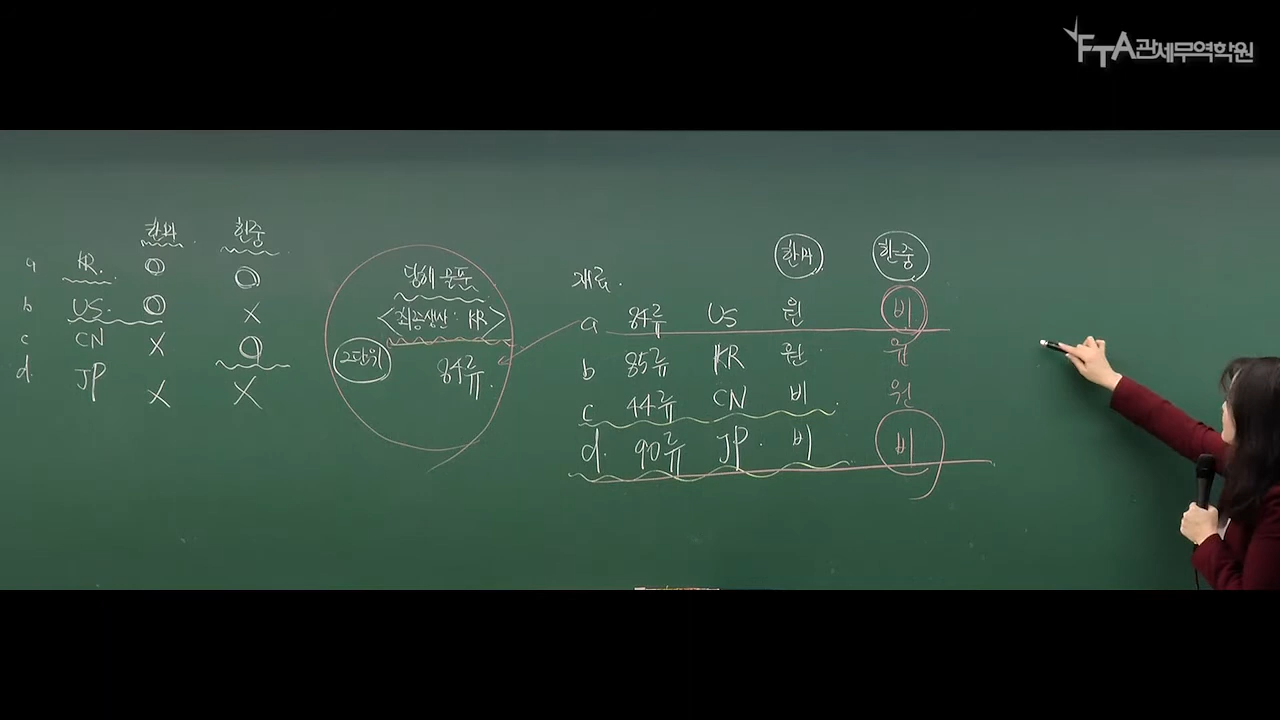 FTA관세무역학원
한미 한중
a KR. O O
b US. O X
c CN X O
d. JP X X
당해 물품
<최종생산: KR>
2단위 84류.
재료. 한미 한중
a 84류 US 원 비
b 85류 KR 원 원
c 44류 CN 비 원
d. 90류 JP. 비 비